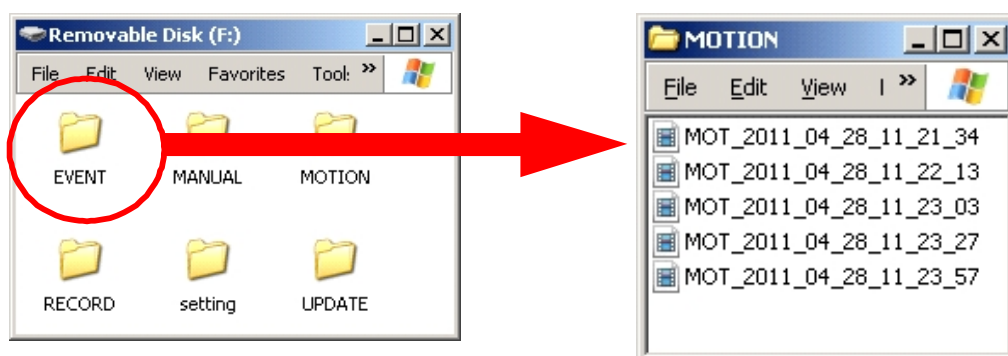 Removable Disk (F:)
File Edit View Favorites Tool: »
EVENT MANUAL MOTION
RECORD setting UPDATE
MOTION
File Edit View »
MOT_2011_04_28_11_21_34
MOT_2011_04_28_11_22_13
MOT_2011_04_28_11_23_03
MOT_2011_04_28_11_23_27
MOT_2011_04_28_11_23_57